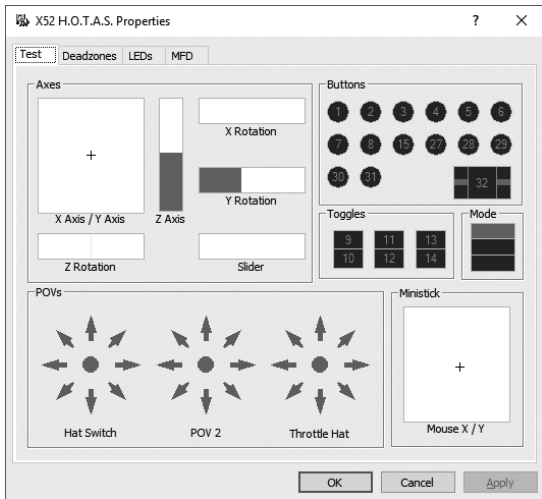 X52 H.O.T.A.S. Properties
Test Deadzones LEDs MFD
Axes
X Axis / Y Axis
Z Axis
X Rotation
Y Rotation
Z Rotation
Slider
Buttons
1 2 3 4 5 6
7 8 15 27 28 29
30 31 32
Toggles
9 11 13
10 12 14
Mode
POVs
Hat Switch
POV 2
Throttle Hat
Ministick
Mouse X / Y
OK Cancel Apply